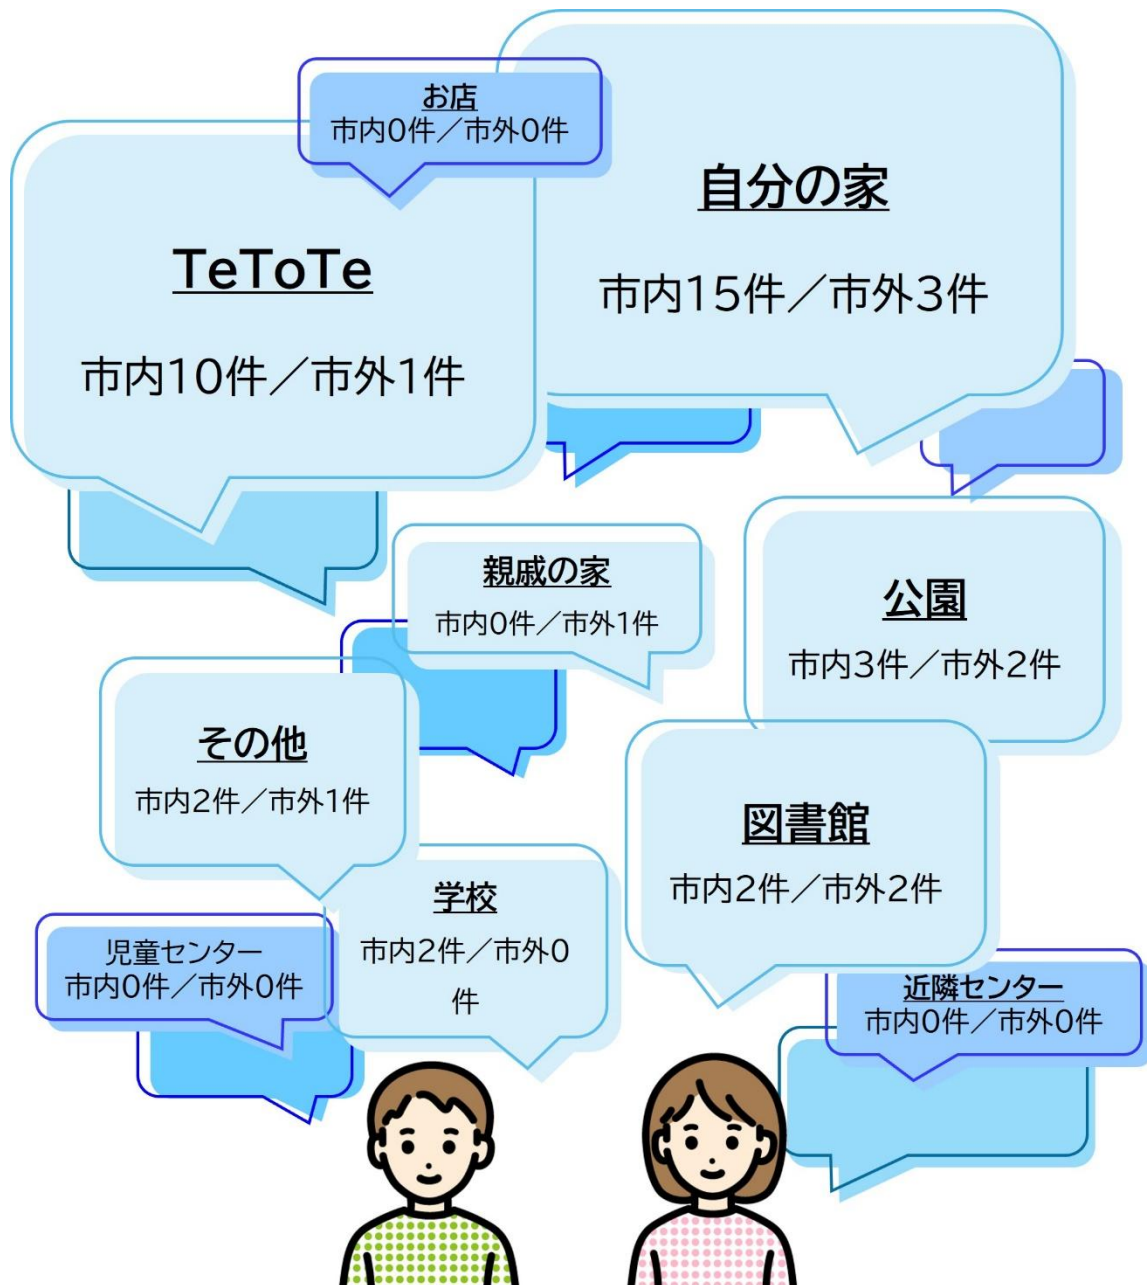 お店
市内0件／市外0件
自分の家
市内15件／市外3件
TeToTe
市内10件／市外1件
親戚の家
市内0件／市外1件
公園
市内3件／市外2件
その他
市内2件／市外1件
図書館
市内2件／市外2件
学校
市内2件／市外0
件
児童センター
市内0件／市外0件
近隣センター
市内0件／市外0件